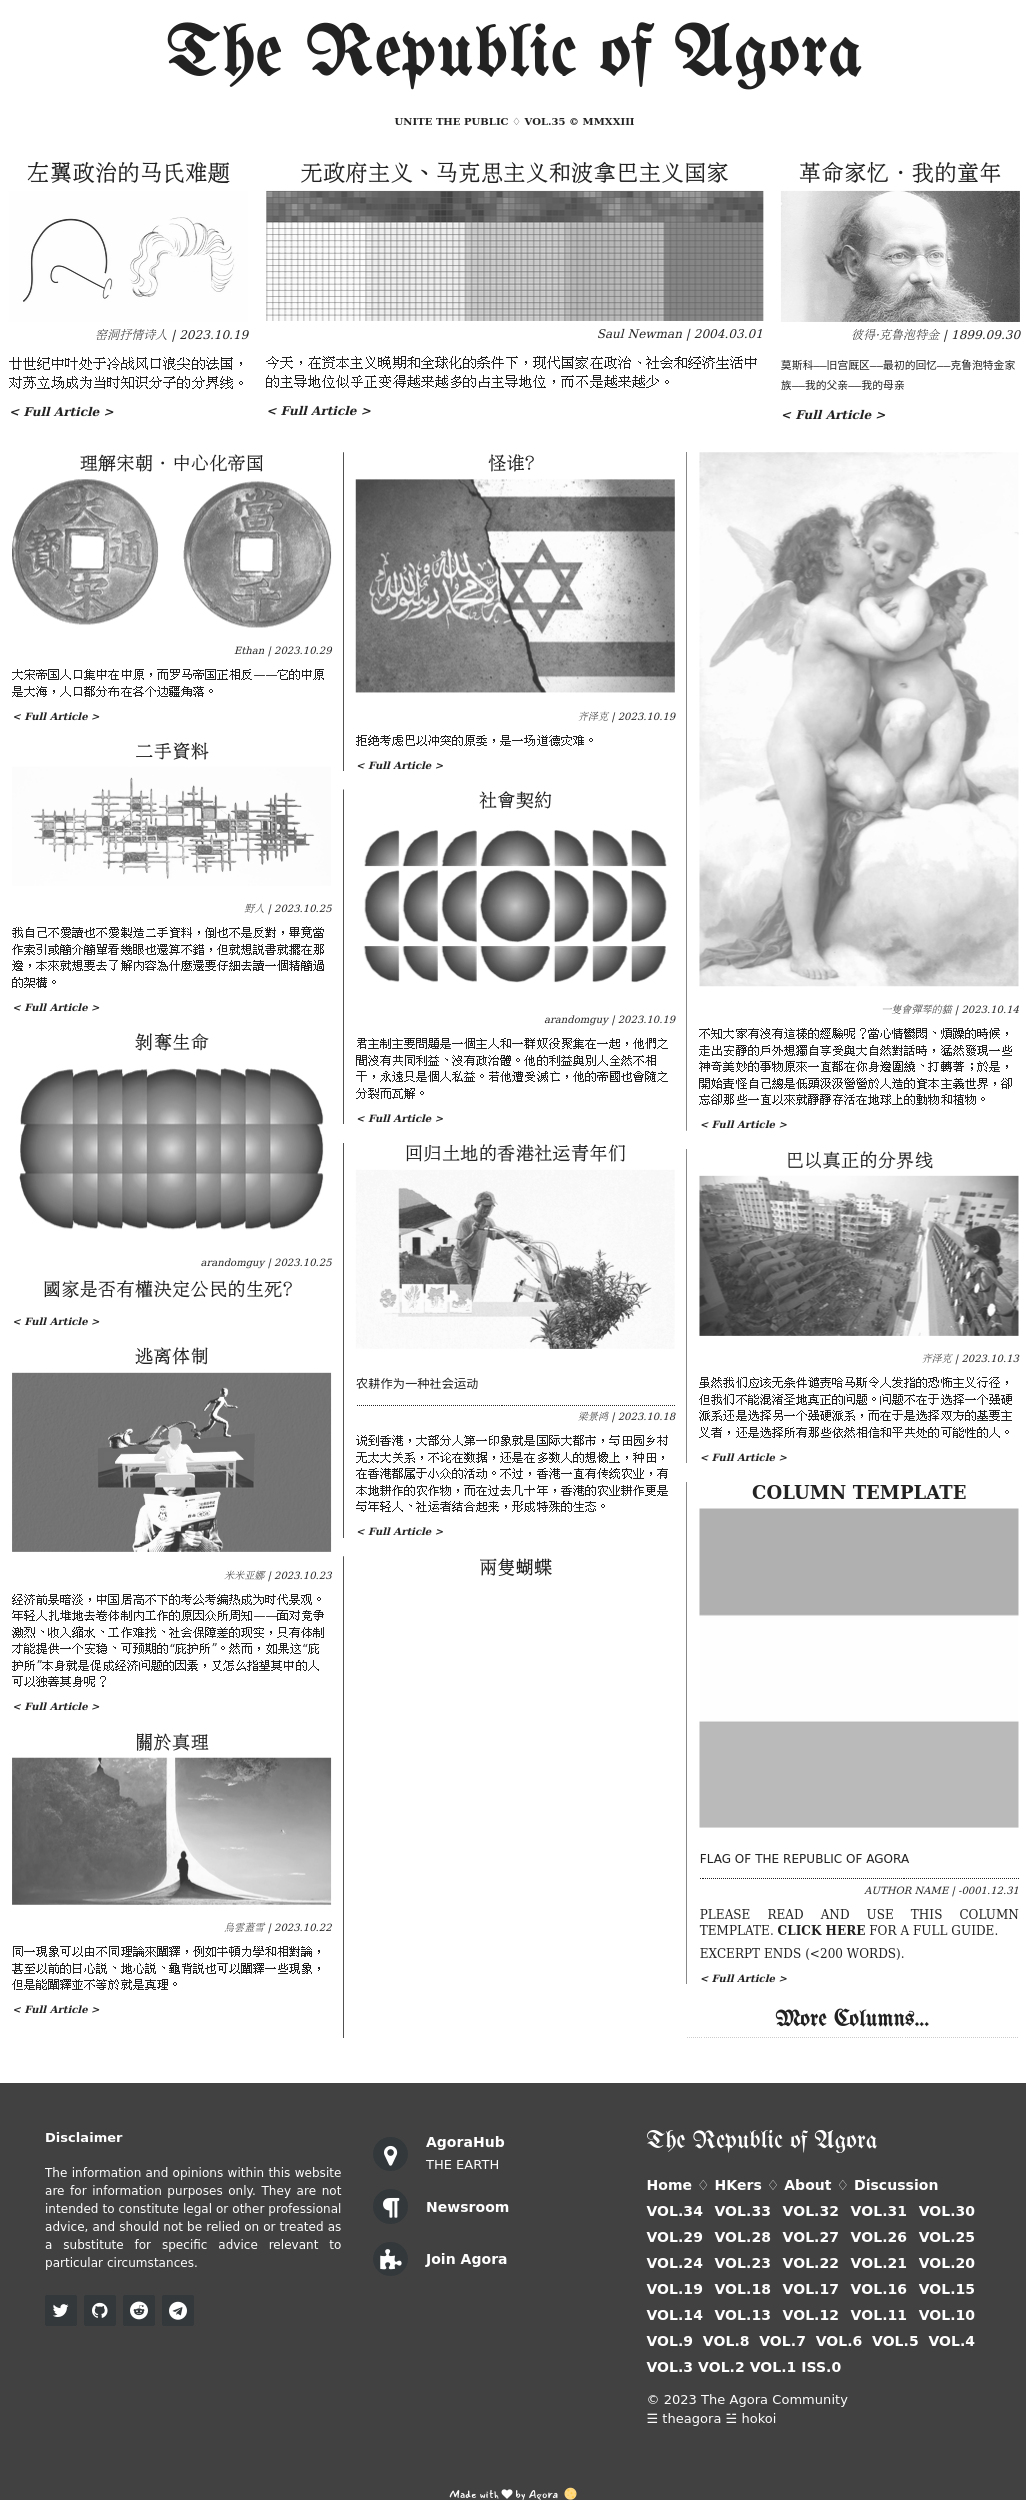 The Republic of Agora
UNITE THE PUBLIC ♢ VOL.35 © MMXXIII
左翼政治的马氏难题
窑洞抒情诗人 | 2023.10.19
廿世纪中叶处于冷战风口浪尖的法国，
对苏立场成为当时知识分子的分界线。
< Full Article >
无政府主义、马克思主义和波拿巴主义国家
Saul Newman | 2004.03.01
今天，在资本主义晚期和全球化的条件下，现代国家在政治、社会和经济生活中
的主导地位似乎正变得越来越多的占主导地位，而不是越来越少。
< Full Article >
革命家忆·我的童年
彼得·克鲁泡特金 | 1899.09.30
莫斯科——旧宫厩区——最初的回忆——克鲁泡特金家
族——我的父亲——我的母亲
< Full Article >
理解宋朝·中心化帝国
大宋通寶
當千
Ethan | 2023.10.29
大宋帝国人口集中在中原，而罗马帝国正相反——它的中原
是大海，人口都分布在各个边疆角落。
< Full Article >
二手資料
野人 | 2023.10.25
我自己不愛讀也不愛製造二手資料，倒也不是反對，畢竟當
作索引或簡介簡單看幾眼也還算不錯，但就想説書就擺在那
邊，本來就想要去了解内容為什麼還要仔細去讀一個精簡過
的架構。
< Full Article >
剝奪生命
arandomguy | 2023.10.25
國家是否有權決定公民的生死？
< Full Article >
逃离体制
米米亚娜 | 2023.10.23
经济前景暗淡，中国居高不下的考公考编热成为时代景观。
年轻人扎堆地去卷体制内工作的原因众所周知——面对竞争
激烈、收入缩水、工作难找、社会保障差的现实，只有体制
才能提供一个安稳、可预期的“庇护所”。然而，如果这“庇
护所”本身就是促成经济问题的因素，又怎么指望其中的人
可以独善其身呢？
< Full Article >
關於真理
烏雲蓋雪 | 2023.10.22
同一現象可以由不同理論來闡釋，例如牛頓力學和相對論，
甚至以前的日心説、地心説、龜背説也可以闡釋一些現象，
但是能闡釋並不等於就是真理。
< Full Article >
怪谁？
齐泽克 | 2023.10.19
拒绝考虑巴以冲突的原委，是一场道德灾难。
< Full Article >
社會契約
arandomguy | 2023.10.19
君主制主要問題是一個主人和一群奴役聚集在一起，他們之
間沒有共同利益、沒有政治體。他的利益與別人全然不相
干，永遠只是個人私益。若他遭受滅亡，他的帝國也會隨之
分裂而瓦解。
< Full Article >
回归土地的香港社运青年们
农耕作为一种社会运动
梁景鸿 | 2023.10.18
说到香港，大部分人第一印象就是国际大都市，与田园乡村
无太大关系，不论在数据，还是在多数人的想像上，种田，
在香港都属于小众的活动。不过，香港一直有传统农业，有
本地耕作的农作物，而在过去几十年，香港的农业耕作更是
与年轻人、社运者结合起来，形成特殊的生态。
< Full Article >
兩隻蝴蝶
一隻會彈琴的貓 | 2023.10.14
不知大家有沒有這樣的經驗呢？當心情鬱悶、煩躁的時候，
走出安靜的戶外想獨自享受與大自然對話時，猛然發現一些
神奇美妙的事物原來一直都在你身邊圍繞、打轉著；於是，
開始責怪自己總是低頭汲汲營營於人造的資本主義世界，卻
忘卻那些一直以來就靜靜存活在地球上的動物和植物。
< Full Article >
巴以真正的分界线
齐泽克 | 2023.10.13
虽然我们应该无条件谴责哈马斯令人发指的恐怖主义行径，
但我们不能混淆圣地真正的问题。问题不在于选择一个强硬
派系还是选择另一个强硬派系，而在于是选择双方的基要主
义者，还是选择所有那些依然相信和平共处的可能性的人。
< Full Article >
COLUMN TEMPLATE
FLAG OF THE REPUBLIC OF AGORA
AUTHOR NAME | -0001.12.31
PLEASE READ AND USE THIS COLUMN
TEMPLATE. CLICK HERE FOR A FULL GUIDE.
EXCERPT ENDS (<200 WORDS).
< Full Article >
More Columns...
Disclaimer
The information and opinions within this website
are for information purposes only. They are not
intended to constitute legal or other professional
advice, and should not be relied on or treated as
a substitute for specific advice relevant to
particular circumstances.
AgoraHub
THE EARTH
Newsroom
Join Agora
The Republic of Agora
Home ♢ HKers ♢ About ♢ Discussion
VOL.34 VOL.33 VOL.32 VOL.31 VOL.30
VOL.29 VOL.28 VOL.27 VOL.26 VOL.25
VOL.24 VOL.23 VOL.22 VOL.21 VOL.20
VOL.19 VOL.18 VOL.17 VOL.16 VOL.15
VOL.14 VOL.13 VOL.12 VOL.11 VOL.10
VOL.9 VOL.8 VOL.7 VOL.6 VOL.5 VOL.4
VOL.3 VOL.2 VOL.1 ISS.0
© 2023 The Agora Community
☰ theagora ☱ hokoi
Made with ♥ by Agora